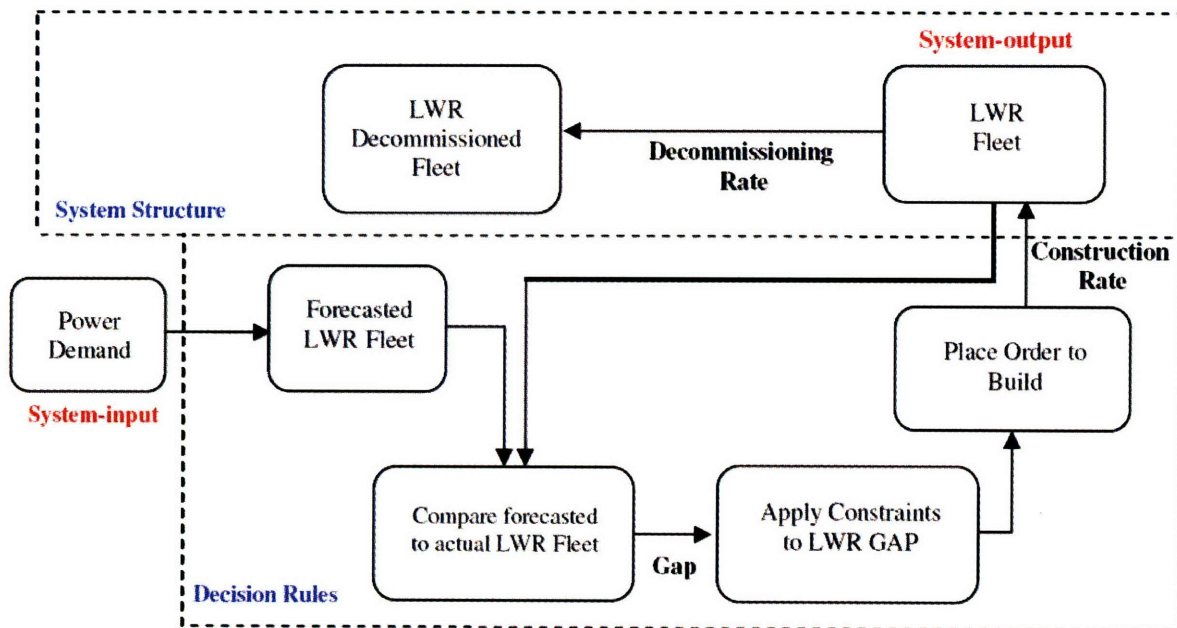 System-output
LWR
Decommissioned
Fleet
LWR
Fleet
Decommissioning
Rate
System Structure
Construction
Rate
Power
Demand
Forecasted
LWR Fleet
Place Order to
Build
System-input
Compare forecasted
to actual LWR Fleet
Gap
Apply Constraints
to LWR GAP
Decision Rules